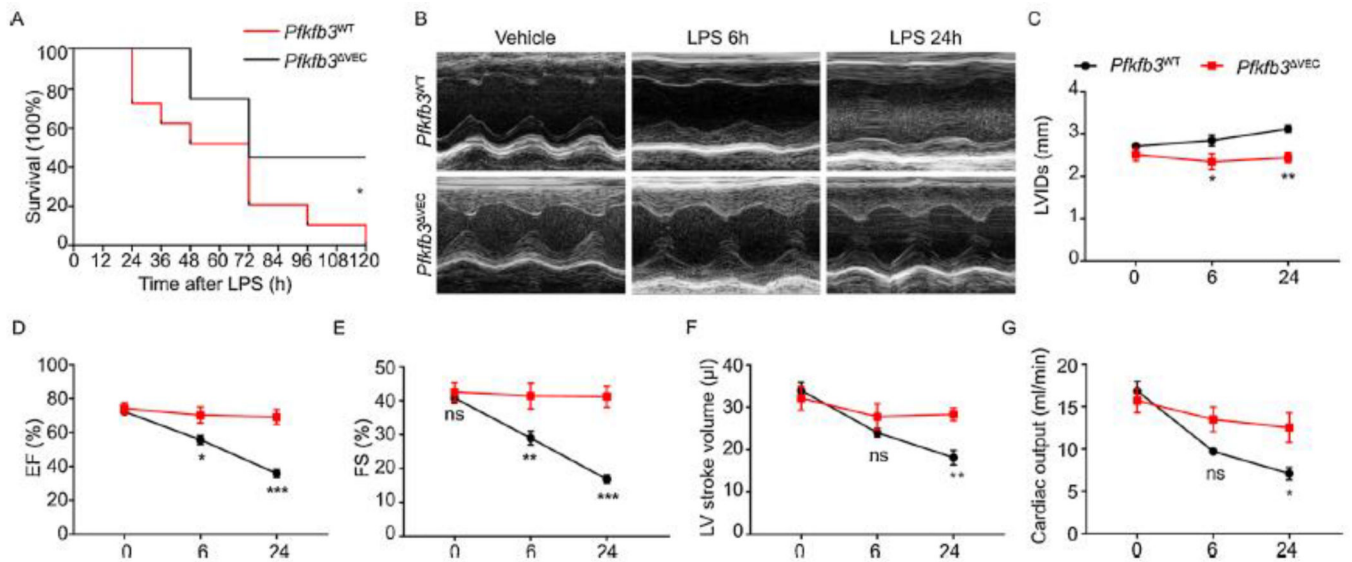 A
Pfkfb3WT
Pfkfb3ΔVEC
Survival (100%)
100
80
60
40
20
0
*
0 12 24 36 48 60 72 84 96 108 120
Time after LPS (h)
B
Vehicle LPS 6h LPS 24h
Pfkfb3WT
Pfkfb3ΔVEC
C
Pfkfb3WT Pfkfb3ΔVEC
LVIDs (mm)
4
3
2
1
0
* **
0 6 24
D
EF (%)
100
80
60
40
20
0
* ***
0 6 24
E
FS (%)
50
40
30
20
10
0
ns ** ***
0 6 24
F
LV stroke volume (µl)
40
30
20
10
0
ns **
0 6 24
G
Cardiac output (ml/min)
20
15
10
5
0
ns *
0 6 24